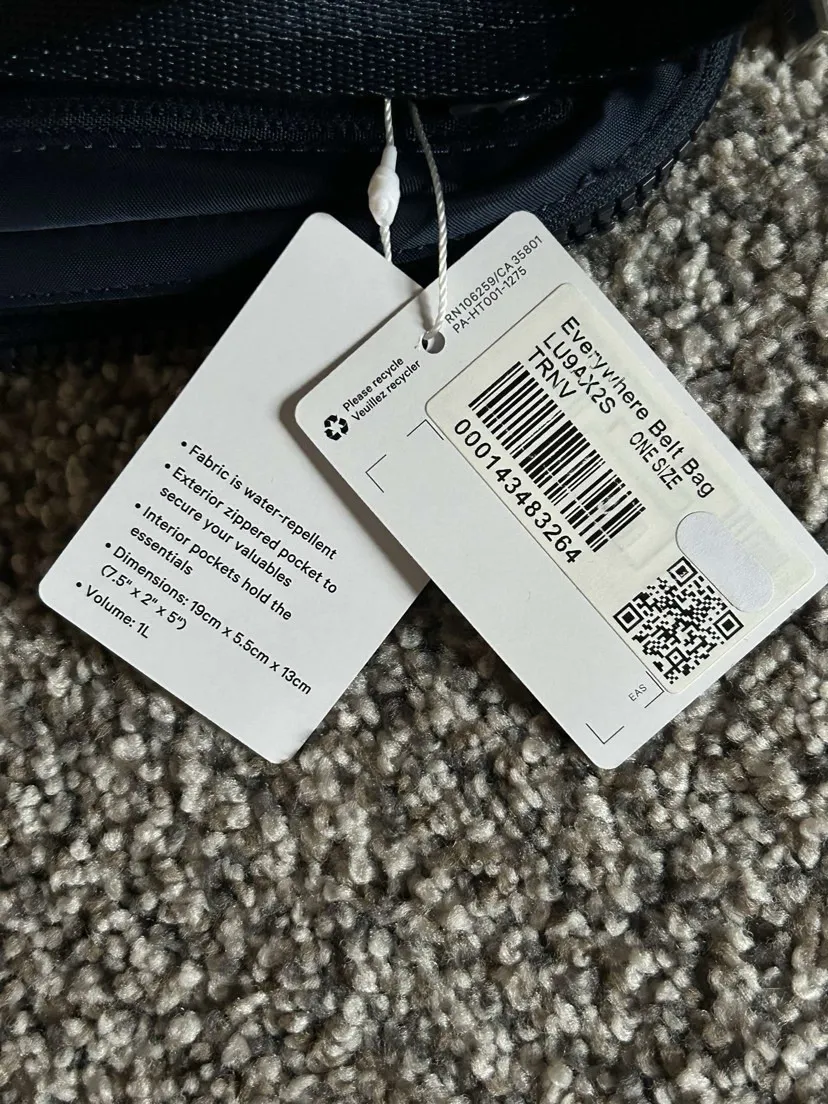 • Fabric is water-repellent
• Exterior zippered pocket to
secure your valuables
• Interior pockets hold the
essentials
• Dimensions: 19cm x 5.5cm x 13cm
(7.5" x 2" x 5")
• Volume: 1L
RN106259/CA35801
PA-HT001-1275
Please recycle
Veuillez recycler
Everywhere Belt Bag
LU9AX2S ONE SIZE
TRNV
000143483264
EAS